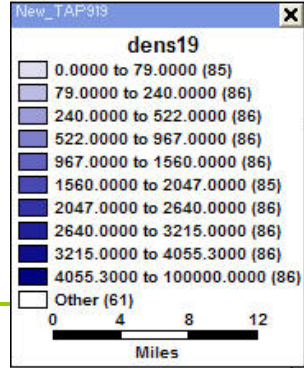 New_TAP919
dens19
0.0000 to 79.0000 (85)
79.0000 to 240.0000 (86)
240.0000 to 522.0000 (86)
522.0000 to 967.0000 (86)
967.0000 to 1560.0000 (86)
1560.0000 to 2047.0000 (85)
2047.0000 to 2640.0000 (86)
2640.0000 to 3215.0000 (86)
3215.0000 to 4055.3000 (86)
4055.3000 to 100000.0000 (86)
Other (61)
0 4 8 12
Miles